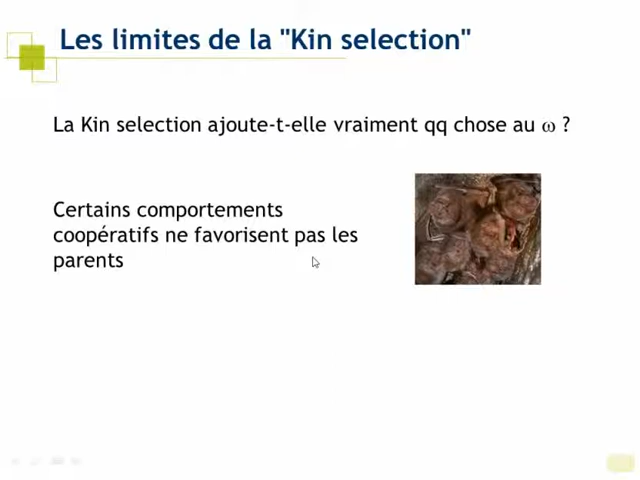 Les limites de la "Kin selection"
La Kin selection ajoute-t-elle vraiment qq chose au ω ?
Certains comportements
coopératifs ne favorisent pas les
parents